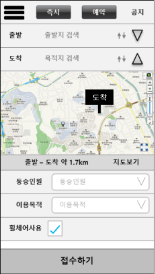 즉시 예약 공지
출발 출발지 검색
도착 목적지 검색
도착
출발 - 도착 약 1.7km 지도보기
동승인원 동승인원
이용목적 이용목적
휠체어사용
접수하기